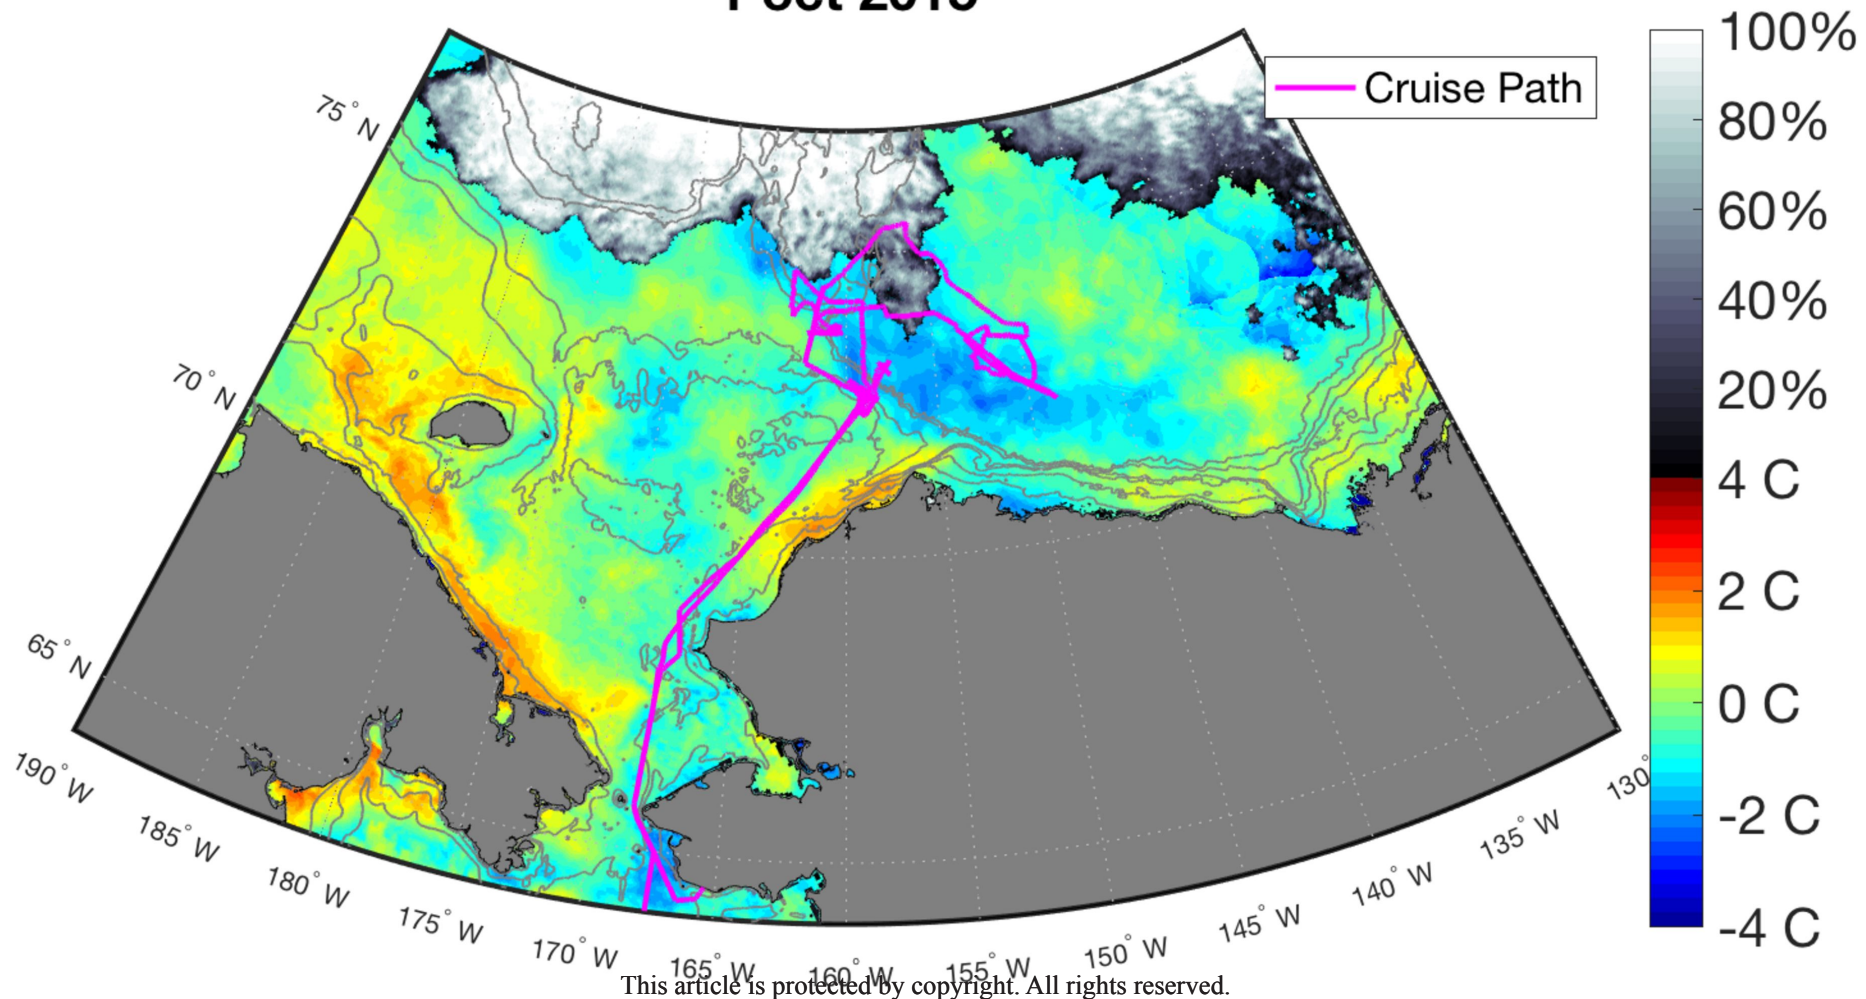 100%
Cruise Path
80%
75° N
60%
40%
70° N
20%
4 C
2 C
65° N
0 C
190° W
130°
-2 C
185° W
135° W
180° W
140° W
175° W
145° W
-4 C
170° W
150° W
165° W
160° W
155° W
This article is protected by copyright. All rights reserved.